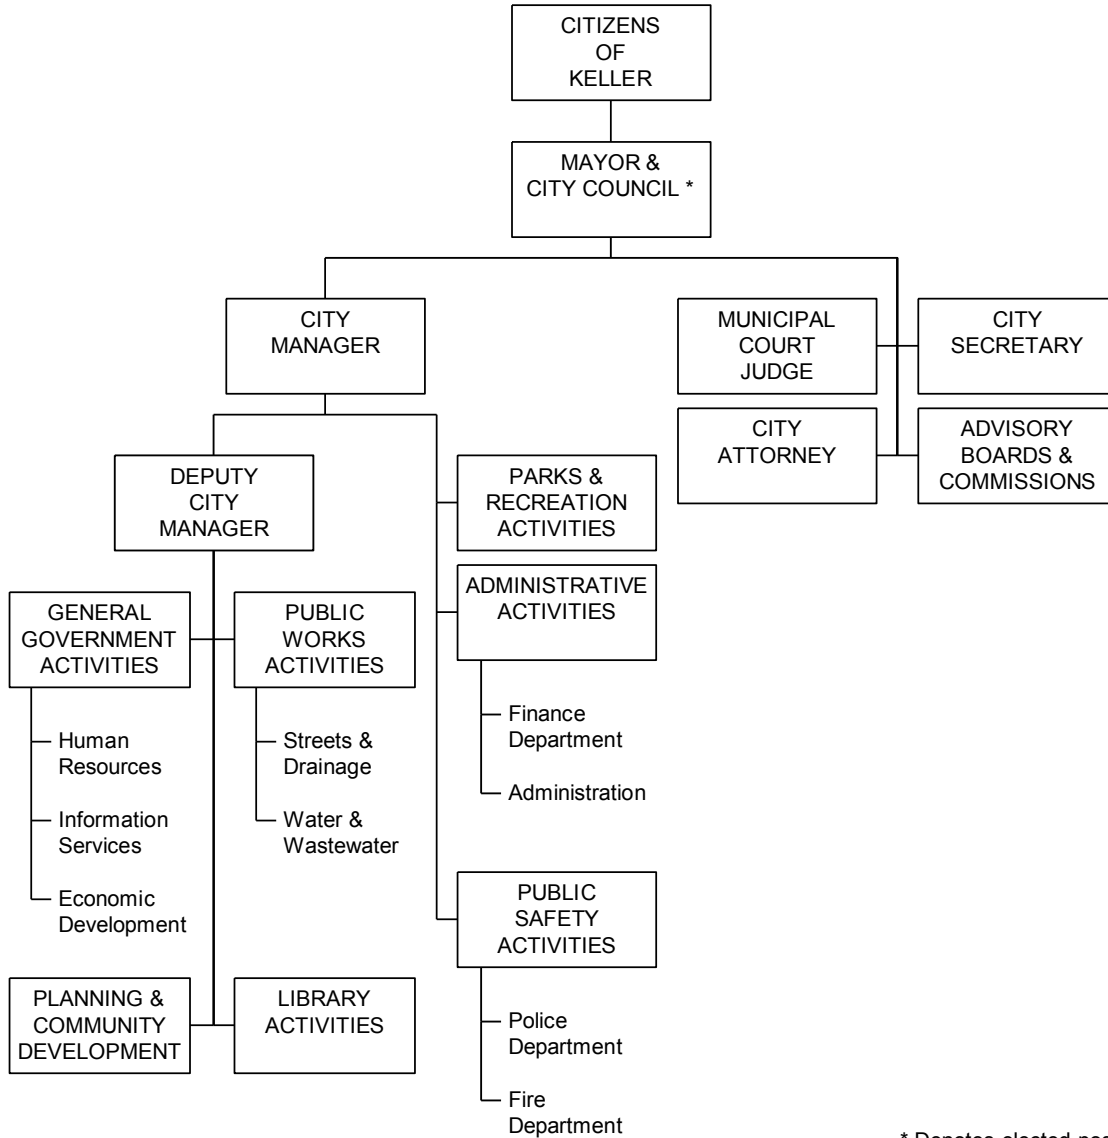 CITIZENS
OF
KELLER
MAYOR &
CITY COUNCIL *
CITY
MANAGER
MUNICIPAL
COURT
JUDGE
CITY
SECRETARY
CITY
ATTORNEY
ADVISORY
BOARDS &
COMMISSIONS
DEPUTY
CITY
MANAGER
PARKS &
RECREATION
ACTIVITIES
ADMINISTRATIVE
ACTIVITIES
Finance
Department
Administration
GENERAL
GOVERNMENT
ACTIVITIES
Human
Resources
Information
Services
Economic
Development
PUBLIC
WORKS
ACTIVITIES
Streets &
Drainage
Water &
Wastewater
PUBLIC
SAFETY
ACTIVITIES
Police
Department
Fire
Department
PLANNING &
COMMUNITY
DEVELOPMENT
LIBRARY
ACTIVITIES
* Denotes elected